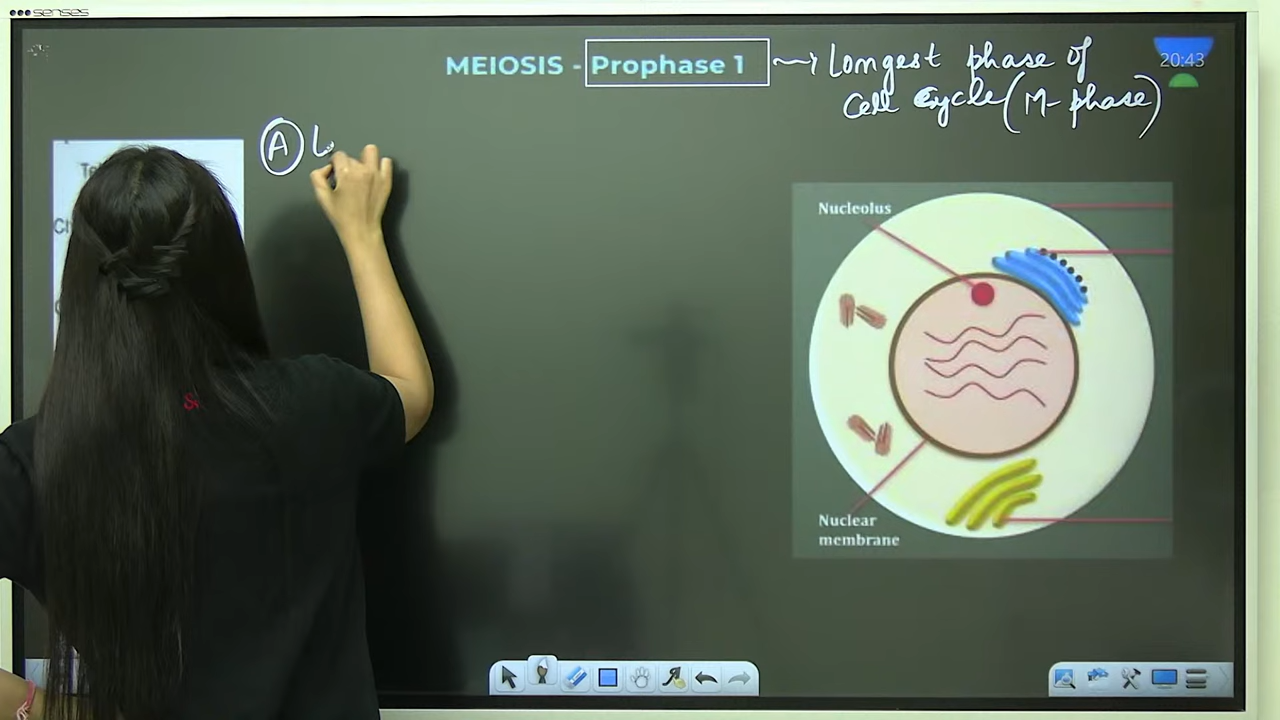 senses
MEIOSIS - Prophase 1 → Longest phase of
Cell Cycle (M-phase)
20:43
A L
Nucleolus
Nuclear
membrane